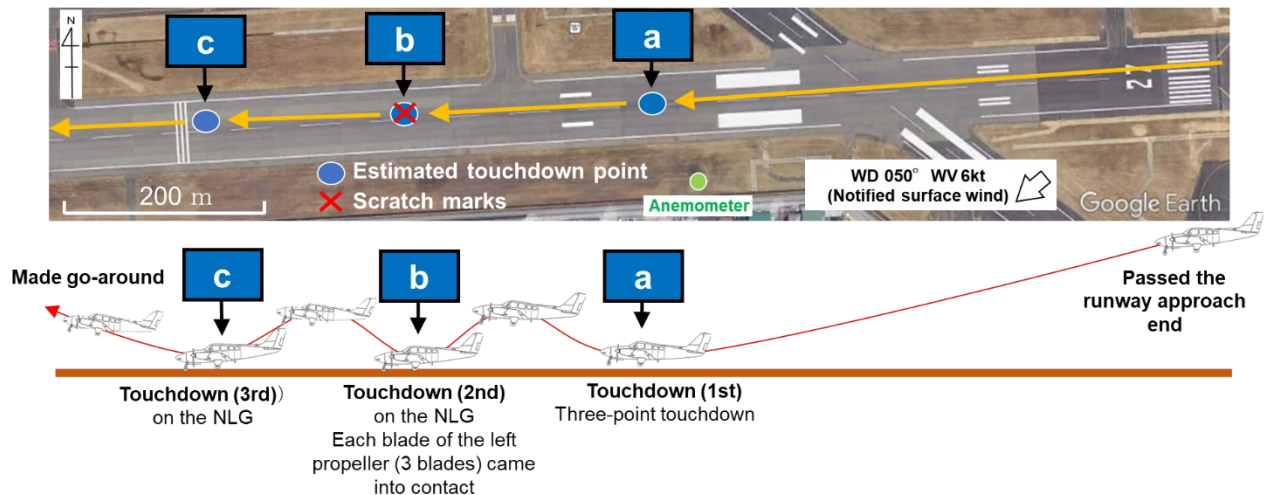 N
4
c
b
a
27
Estimated touchdown point
Scratch marks
200 m
Anemometer
WD 050° WV 6kt
(Notified surface wind)
Google Earth
Made go-around
c
b
a
Passed the
runway approach
end
Touchdown (3rd)
on the NLG
Touchdown (2nd)
on the NLG
Each blade of the left
propeller (3 blades) came
into contact
Touchdown (1st)
Three-point touchdown